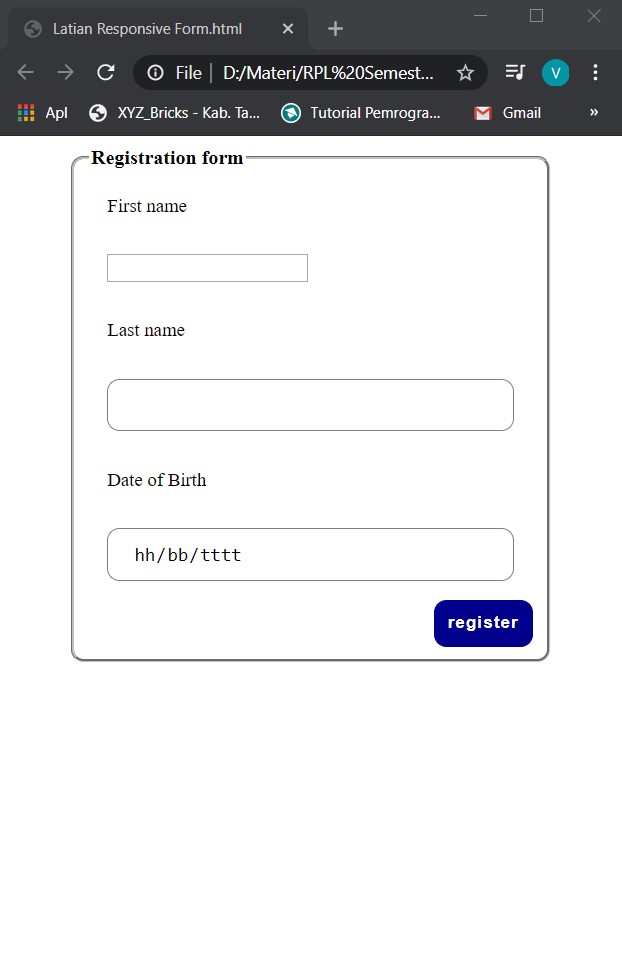 Latian Responsive Form.html
File D:/Materi/RPL%20Semest...
V
Apl XYZ_Bricks - Kab. Ta... Tutorial Pemrogra... Gmail »
Registration form
First name
Last name
Date of Birth
hh/bb/tttt
register